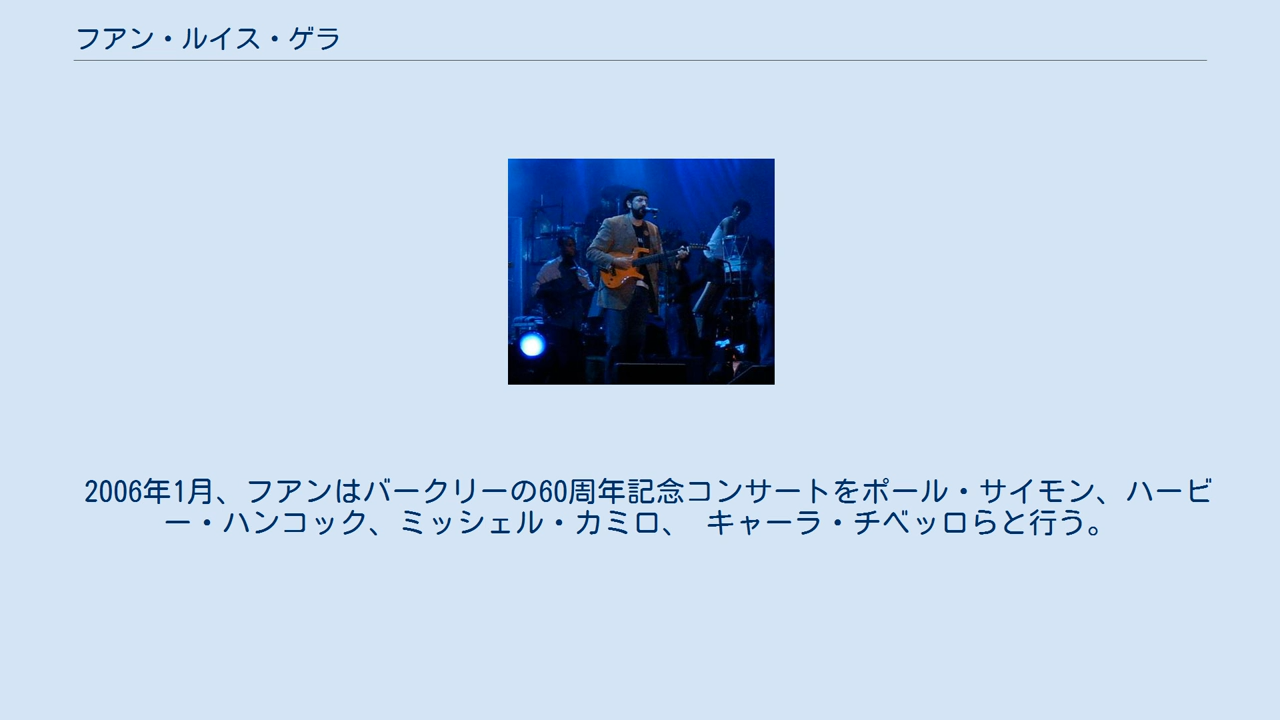 フアン・ルイス・ゲラ
2006年1月、フアンはバークリーの60周年記念コンサートをポール・サイモン、ハービ
ー・ハンコック、ミッシェル・カミロ、 キャーラ・チベッロらと行う。